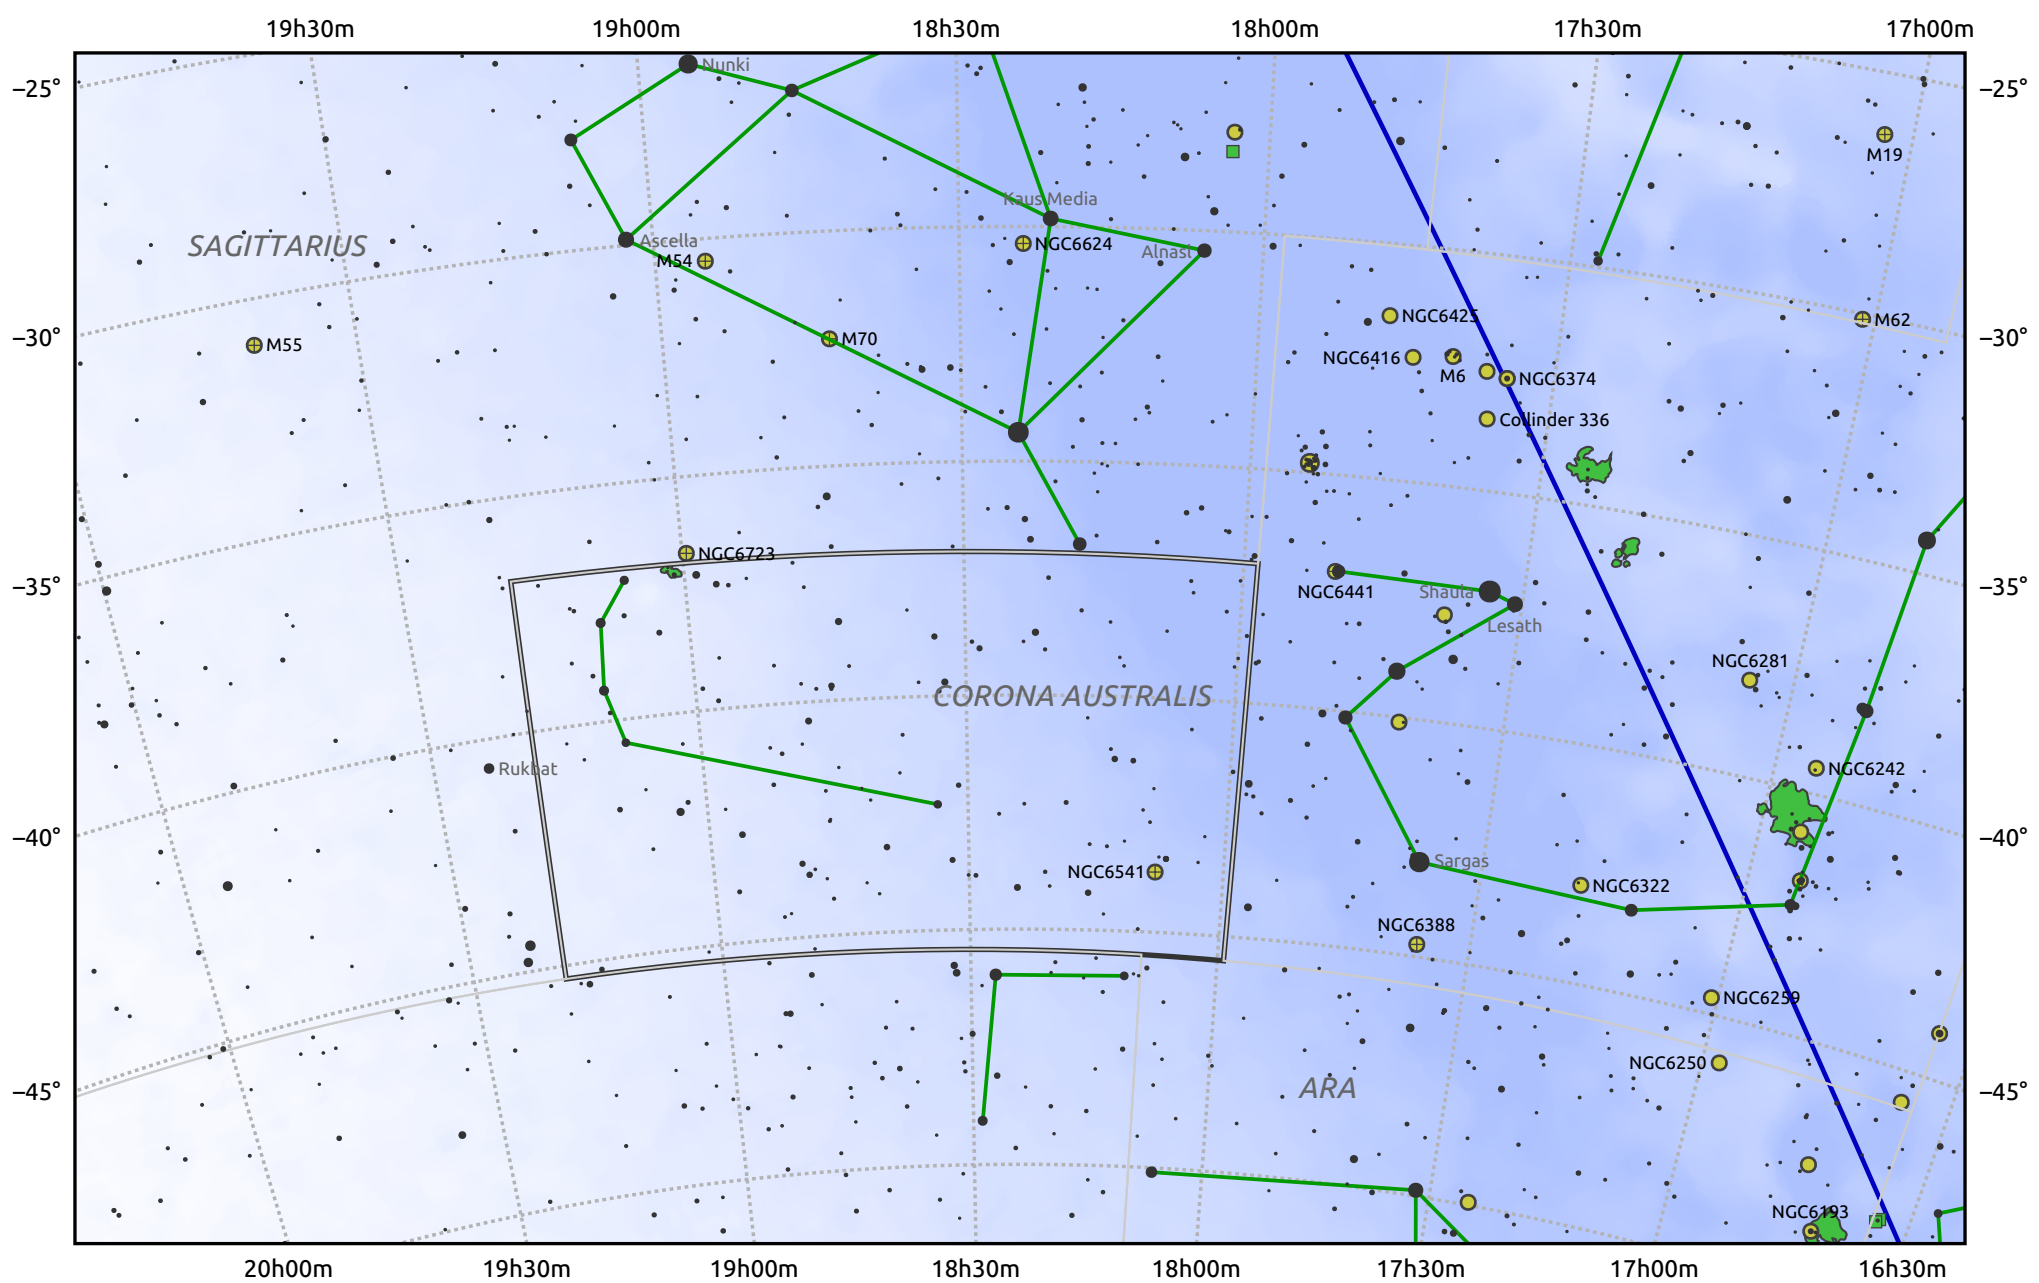 19h30m 19h00m 18h30m 18h00m 17h30m 17h00m
Nunki
−25° −25°
M19
Kaus Media
SAGITTARIUS Ascella NGC6624 Alnasl
M54
−30° M55 M70 NGC6425 M62 −30°
NGC6416 M6 NGC6374
Collinder 336
NGC6723
−35° NGC6441 Shaula −35°
Lesath
NGC6281
CORONA AUSTRALIS
Rukbat NGC6242
−40° −40°
Sargas
NGC6541 NGC6322
NGC6388
NGC6259
NGC6250
−45° ARA −45°
NGC6193
20h00m 19h30m 19h00m 18h30m 18h00m 17h30m 17h00m 16h30m